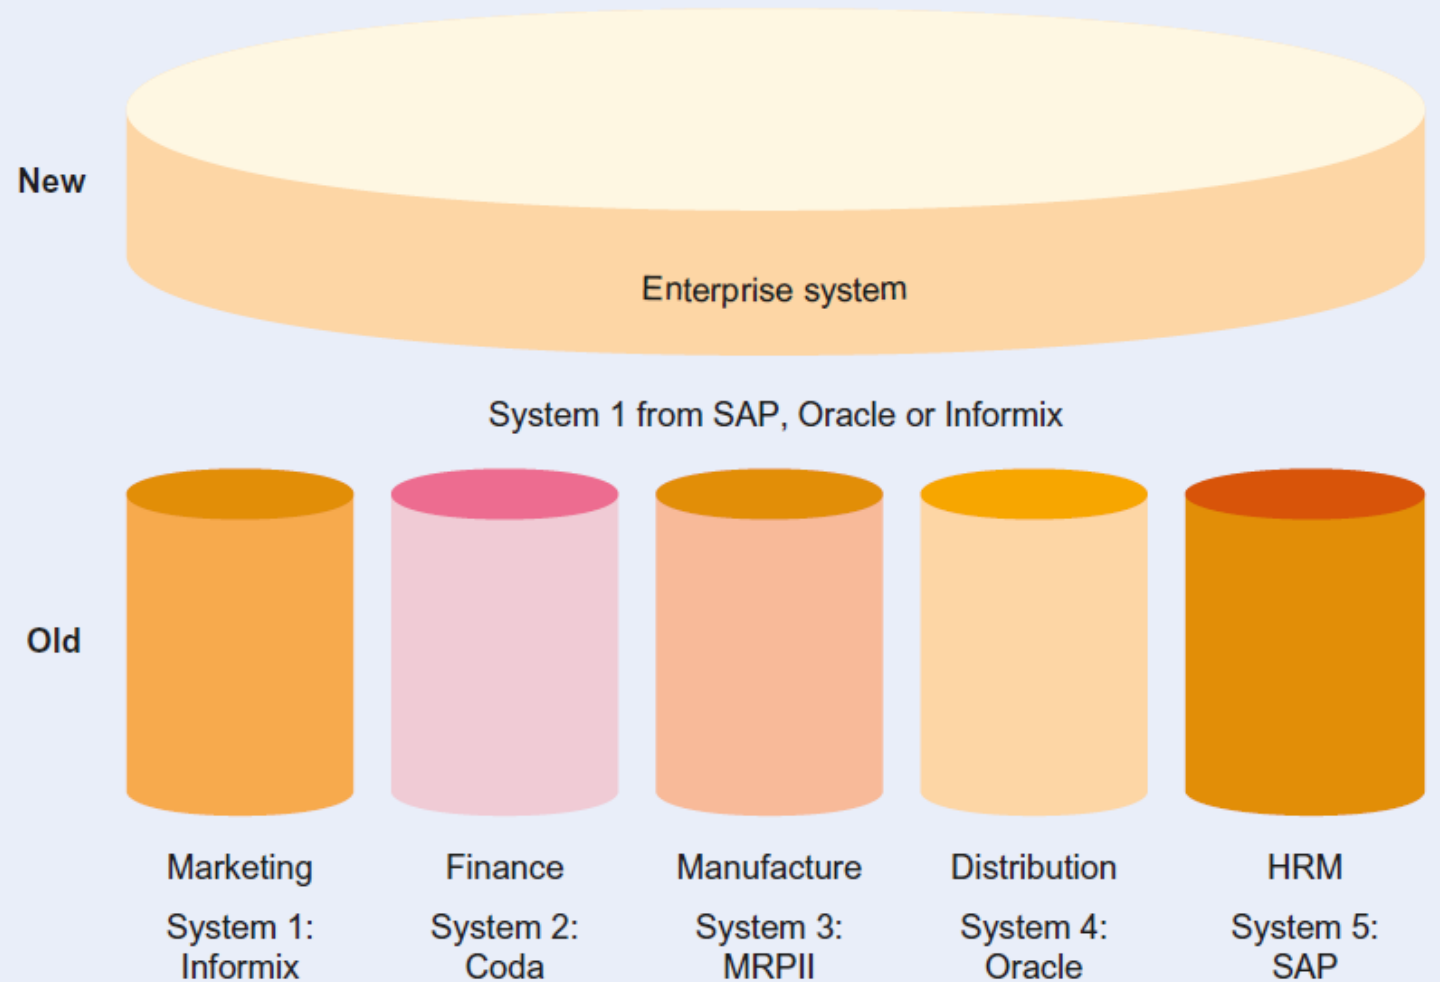 New
Enterprise system
System 1 from SAP, Oracle or Informix
Old
Marketing
Finance
Manufacture
Distribution
HRM
System 1:
Informix
System 2:
Coda
System 3:
MRPII
System 4:
Oracle
System 5:
SAP